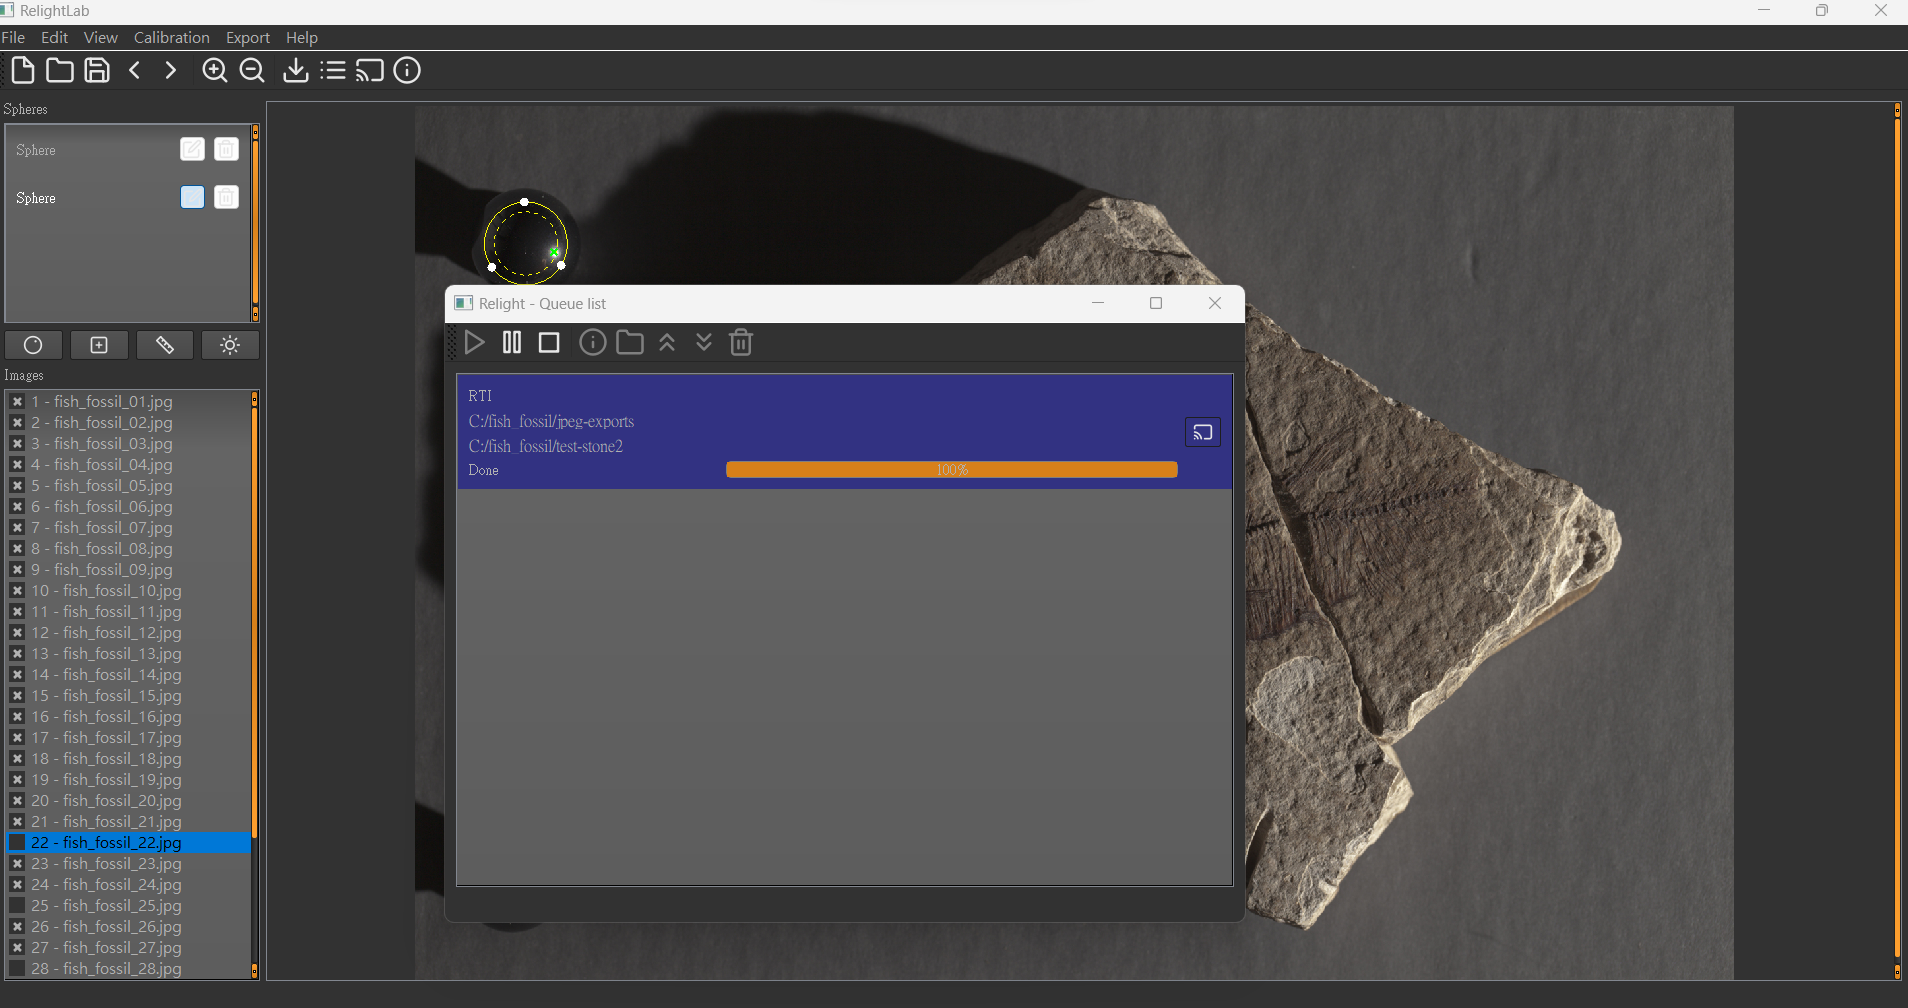 RelightLab
File Edit View Calibration Export Help
Spheres
Sphere
Sphere
Images
1 - fish_fossil_01.jpg
2 - fish_fossil_02.jpg
3 - fish_fossil_03.jpg
4 - fish_fossil_04.jpg
5 - fish_fossil_05.jpg
6 - fish_fossil_06.jpg
7 - fish_fossil_07.jpg
8 - fish_fossil_08.jpg
9 - fish_fossil_09.jpg
10 - fish_fossil_10.jpg
11 - fish_fossil_11.jpg
12 - fish_fossil_12.jpg
13 - fish_fossil_13.jpg
14 - fish_fossil_14.jpg
15 - fish_fossil_15.jpg
16 - fish_fossil_16.jpg
17 - fish_fossil_17.jpg
18 - fish_fossil_18.jpg
19 - fish_fossil_19.jpg
20 - fish_fossil_20.jpg
21 - fish_fossil_21.jpg
22 - fish_fossil_22.jpg
23 - fish_fossil_23.jpg
24 - fish_fossil_24.jpg
25 - fish_fossil_25.jpg
26 - fish_fossil_26.jpg
27 - fish_fossil_27.jpg
28 - fish_fossil_28.jpg
Relight - Queue list
RTI
C:/fish_fossil/jpeg-exports
C:/fish_fossil/test-stone2
Done 100%